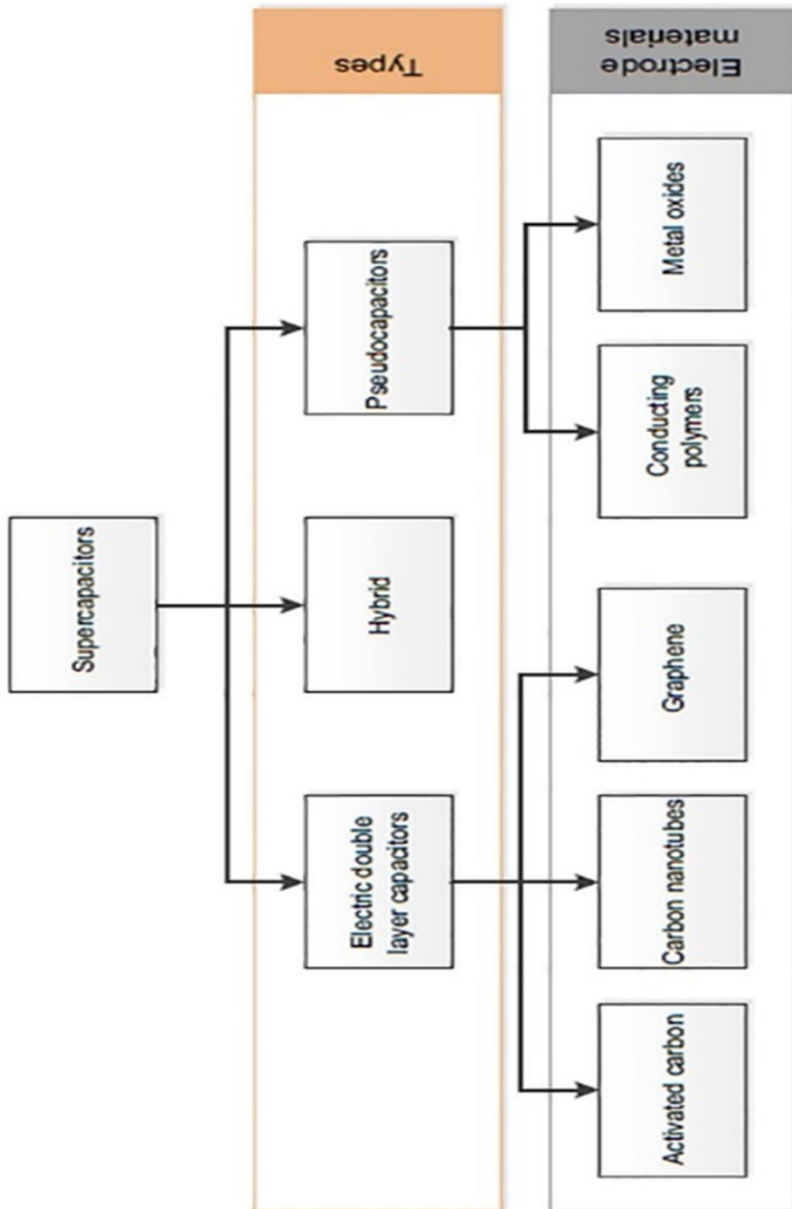 Supercapacitors
Types
Electric double
layer capacitors
Hybrid
Pseudocapacitors
Electrode
materials
Activated carbon
Carbon nanotubes
Graphene
Conducting
polymers
Metal oxides